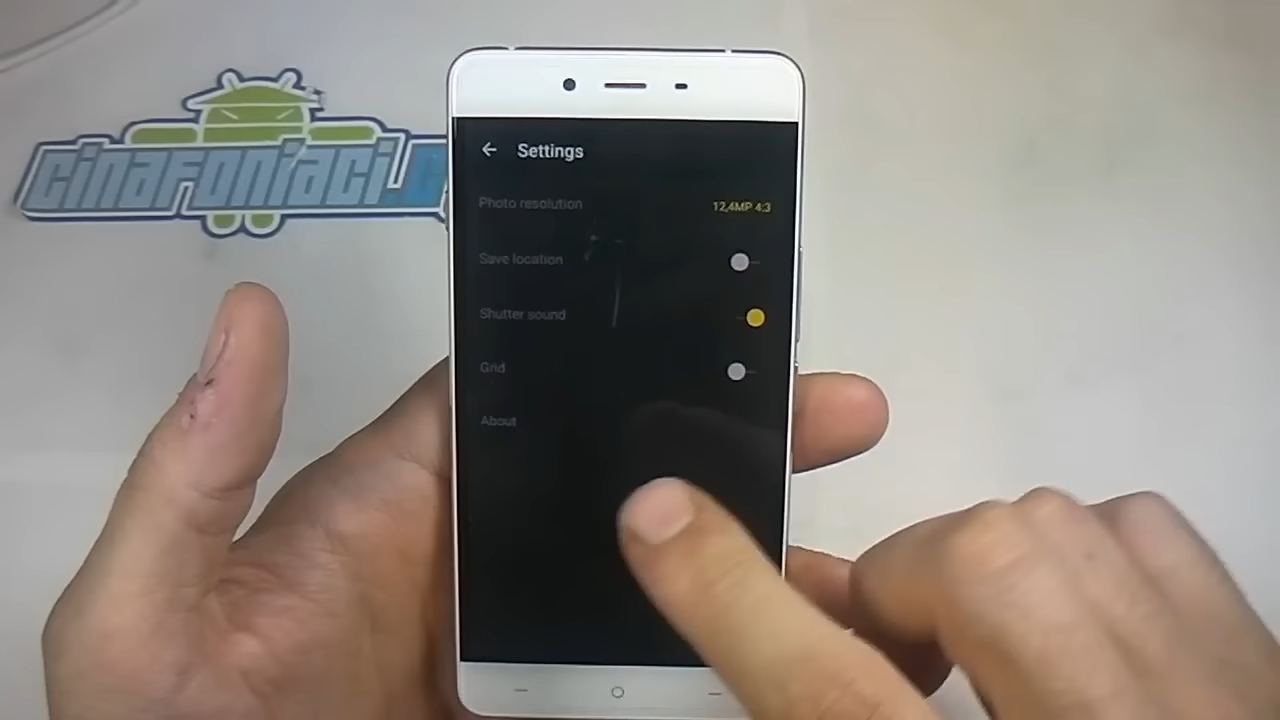 cinafoniaci.c
Settings
Photo resolution
12,4MP 4:3
Save location
Shutter sound
Grid
About